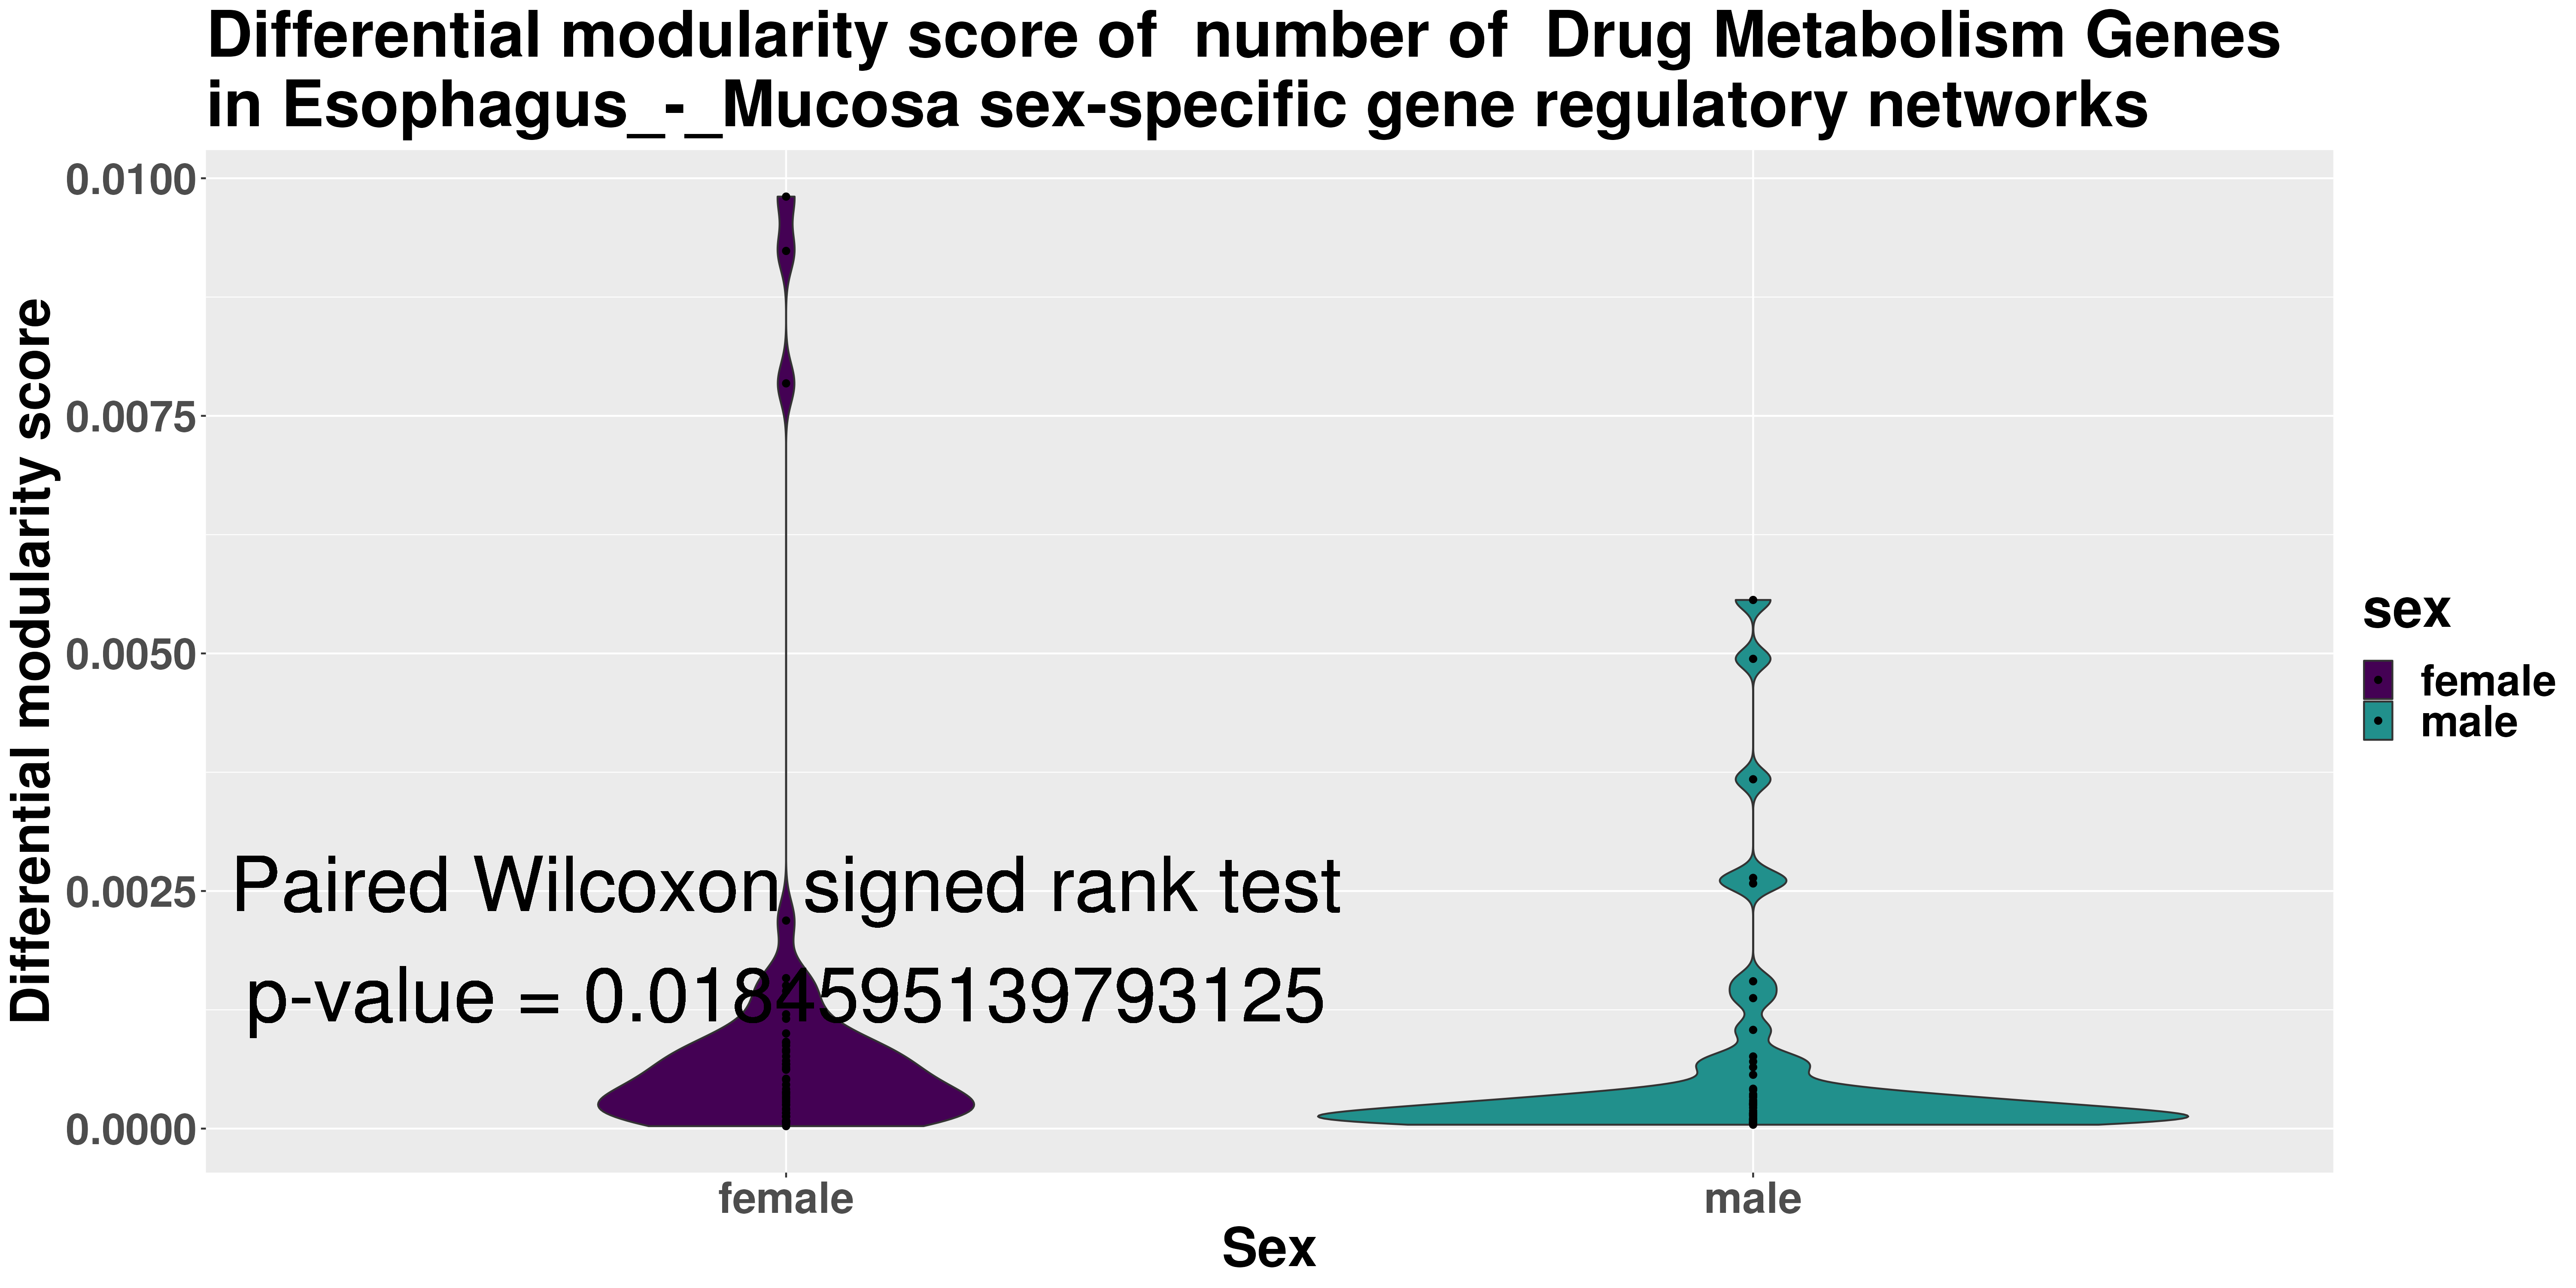 Differential modularity score of  number of  Drug Metabolism Genes
in Esophagus_-_Mucosa sex-specific gene regulatory networks
Differential modularity score
0.0100
0.0075
0.0050
0.0025
0.0000
Paired Wilcoxon signed rank test
p-value = 0.0184595139793125
female
male
Sex
sex
female
male